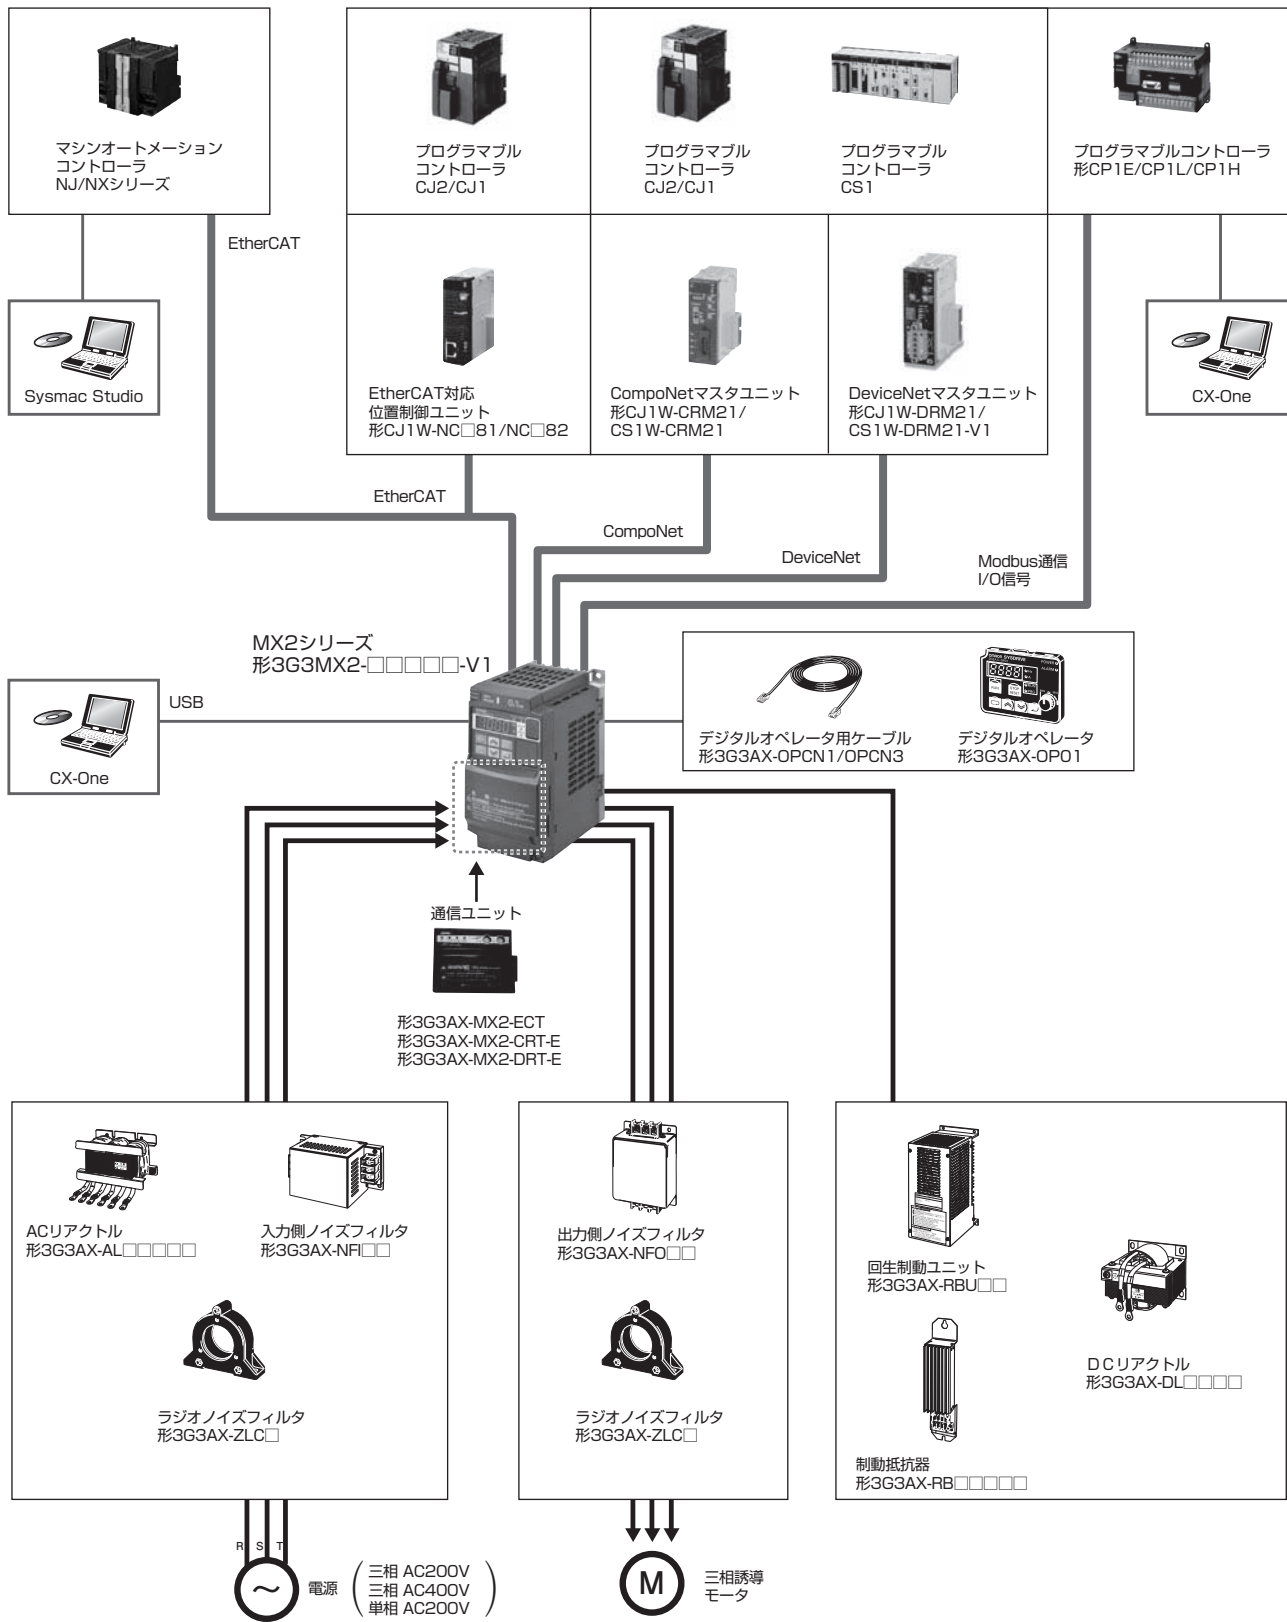 マシンオートメーション
コントローラ
NJ/NXシリーズ
プログラマブル
コントローラ
CJ2/CJ1
プログラマブル
コントローラ
CJ2/CJ1
プログラマブル
コントローラ
CS1
プログラマブルコントローラ
形CP1E/CP1L/CP1H
EtherCAT
Sysmac Studio
EtherCAT対応
位置制御ユニット
形CJ1W-NC□81/NC□82
CompoNetマスタユニット
形CJ1W-CRM21/
CS1W-CRM21
DeviceNetマスタユニット
形CJ1W-DRM21/
CS1W-DRM21-V1
CX-One
EtherCAT
CompoNet
DeviceNet
Modbus通信
I/O信号
MX2シリーズ
形3G3MX2-□□□□□-V1
USB
CX-One
デジタルオペレータ用ケーブル
形3G3AX-OPCN1/OPCN3
デジタルオペレータ
形3G3AX-OP01
通信ユニット
形3G3AX-MX2-ECT
形3G3AX-MX2-CRT-E
形3G3AX-MX2-DRT-E
ACリアクトル
形3G3AX-AL□□□□□
入力側ノイズフィルタ
形3G3AX-NFI□□
ラジオノイズフィルタ
形3G3AX-ZLC□
出力側ノイズフィルタ
形3G3AX-NFO□□
ラジオノイズフィルタ
形3G3AX-ZLC□
回生制動ユニット
形3G3AX-RBU□□
DCリアクトル
形3G3AX-DL□□□□
制動抵抗器
形3G3AX-RB□□□□□
R S T
電源
三相 AC200V
三相 AC400V
単相 AC200V
M
三相誘導
モータ